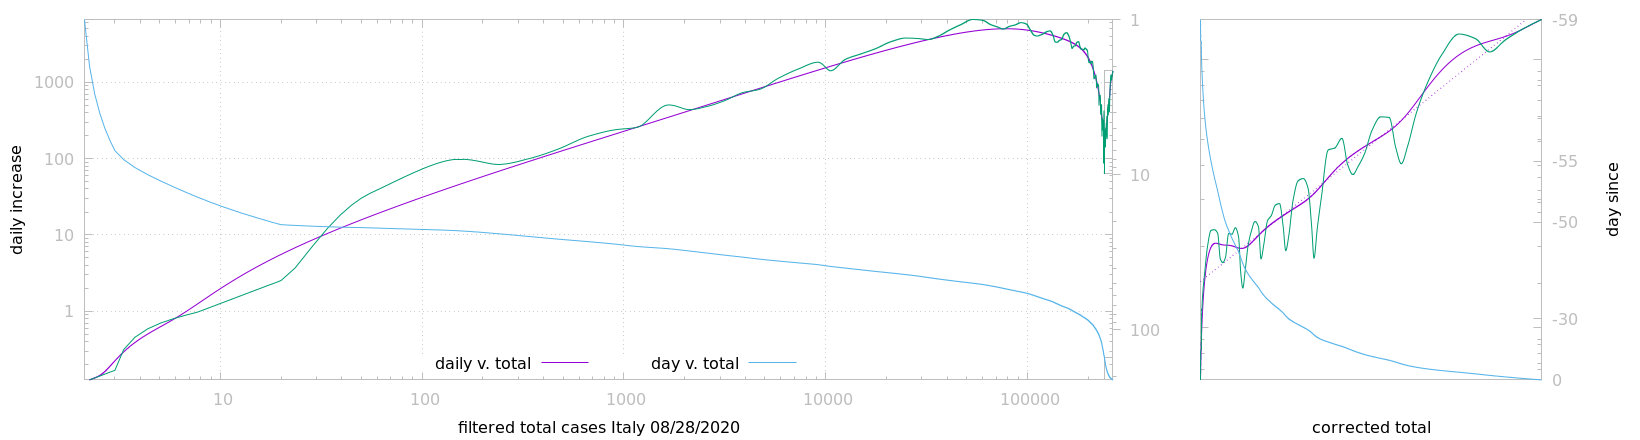 1
-59
1000
daily increase
100
-55
10
-50
day since
10
1
-30
100
daily v. total
day v. total
0
10
100
1000
10000
100000
filtered total cases Italy 08/28/2020
corrected total